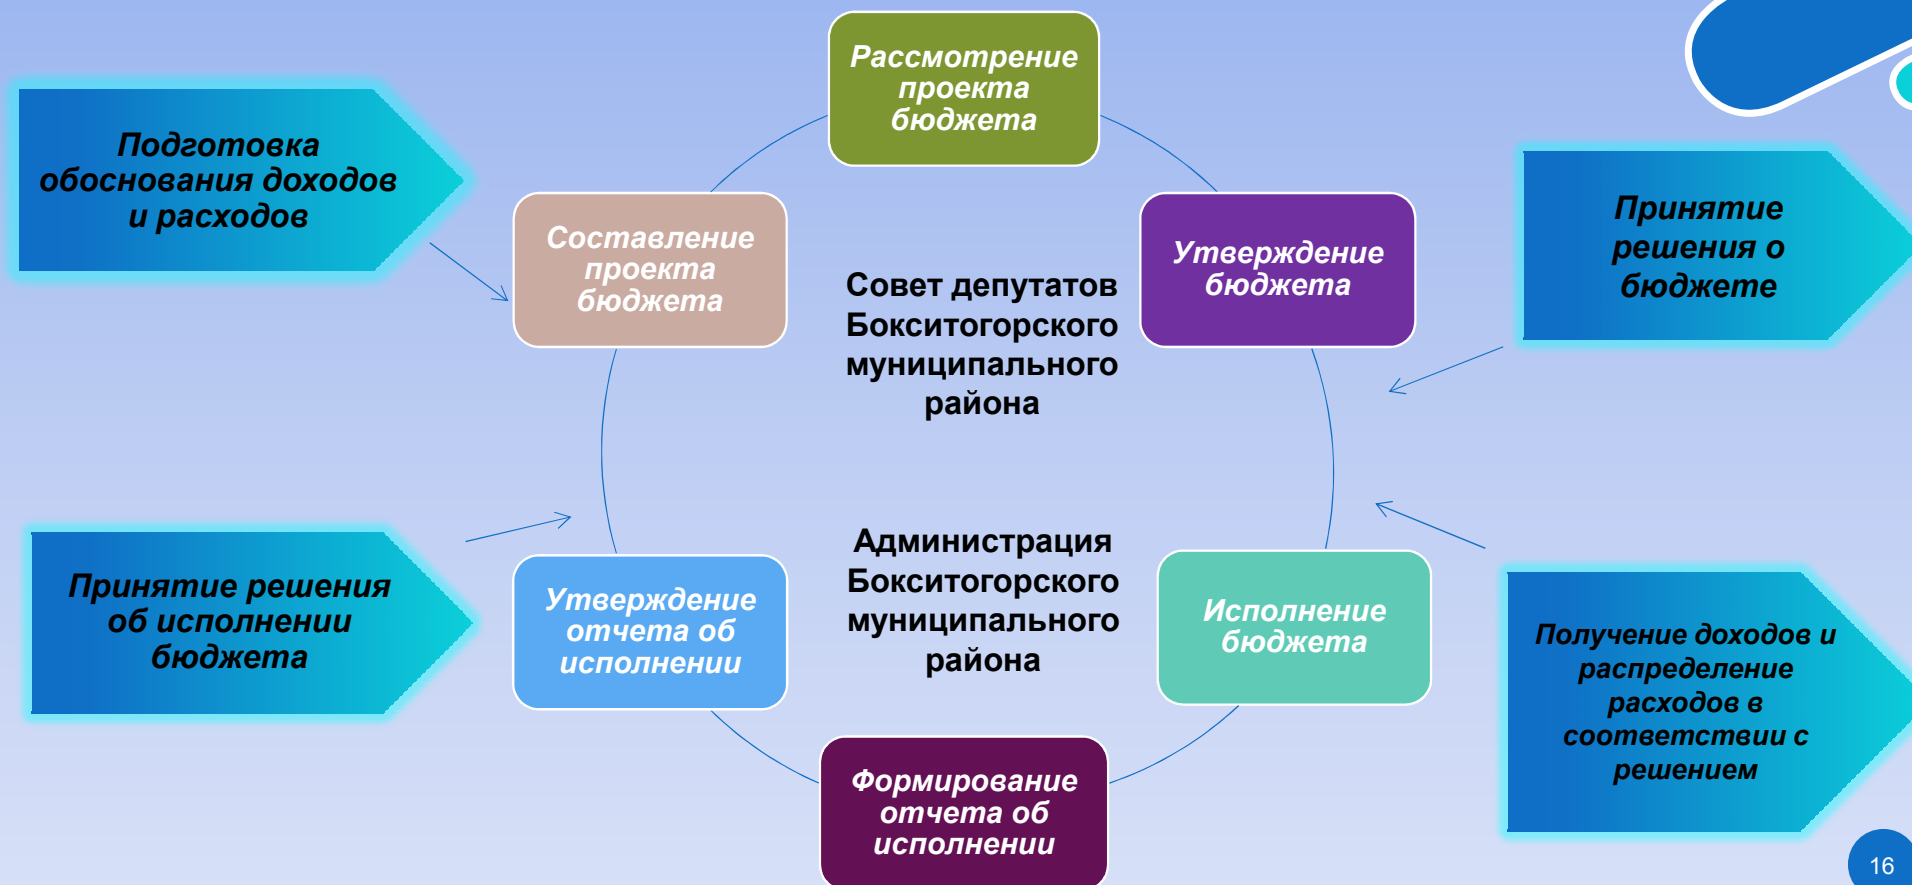 Рассмотрение
проекта
бюджета
Подготовка
обоснования доходов
и расходов
Составление
проекта
бюджета
Утверждение
бюджета
Принятие
решения о
бюджете
Совет депутатов
Бокситогорского
муниципального
района
Принятие решения
об исполнении
бюджета
Утверждение
отчета об
исполнении
Администрация
Бокситогорского
муниципального
района
Исполнение
бюджета
Получение доходов и
распределение
расходов в
соответствии с
решением
Формирование
отчета об
исполнении
16